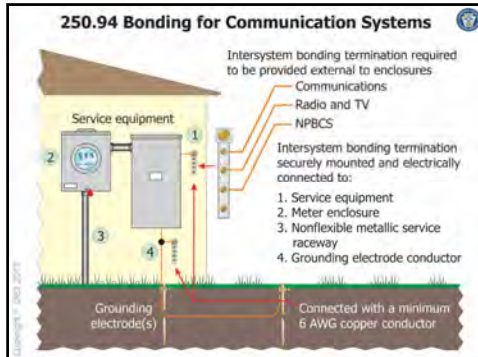 250.94 Bonding for Communication Systems
Intersystem bonding termination required
to be provided external to enclosures
Communications
Radio and TV
NPBCS
Service equipment
1
2
3
4
Intersystem bonding termination
securely mounted and electrically
connected to:
1. Service equipment
2. Meter enclosure
3. Nonflexible metallic service
raceway
4. Grounding electrode conductor
Grounding
electrode(s)
Connected with a minimum
6 AWG copper conductor